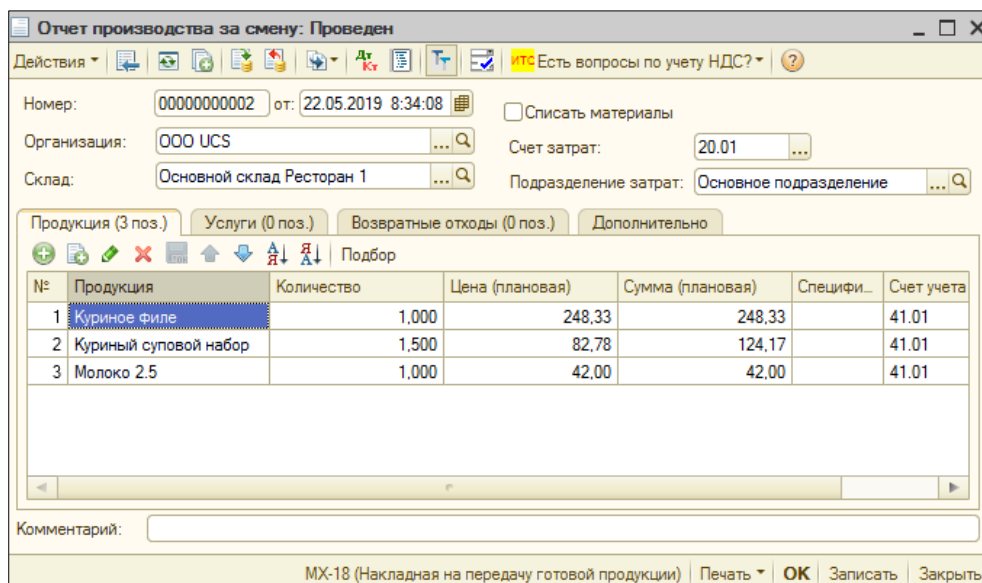 Отчет производства за смену: Проведен
Действия Дт Кт Тт ИТС Есть вопросы по учету НДС? ?
Номер: 00000000002 от: 22.05.2019 8:34:08 Списать материалы
Организация: ООО UCS ... Счет затрат: 20.01 ...
Склад: Основной склад Ресторан 1 ... Подразделение затрат: Основное подразделение ...
Продукция (3 поз.) Услуги (0 поз.) Возвратные отходы (0 поз.) Дополнительно
А Я Я А Подбор
№ Продукция Количество Цена (плановая) Сумма (плановая) Специфи... Счет учета
1 Куриное филе 1,000 248,33 248,33 41.01
2 Куриный суповой набор 1,500 82,78 124,17 41.01
3 Молоко 2.5 1,000 42,00 42,00 41.01
Комментарий:
МХ-18 (Накладная на передачу готовой продукции) Печать OK Записать Закрыть